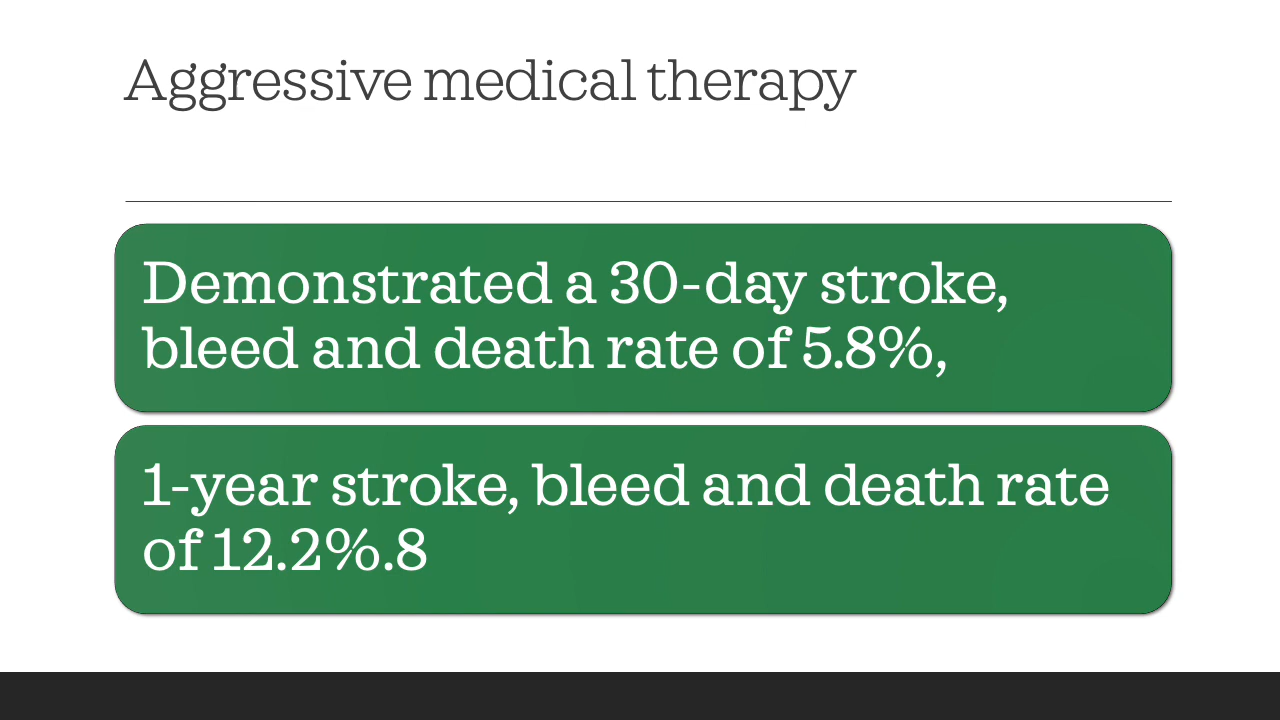 Aggressive medical therapy
Demonstrated a 30-day stroke,
bleed and death rate of 5.8%,
1-year stroke, bleed and death rate
of 12.2%.8